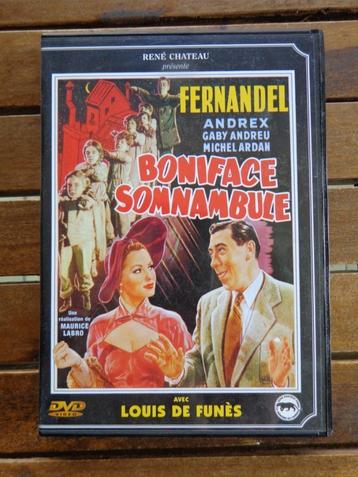 RENÉ CHATEAU
présente
FERNANDEL
ANDREX
GABY ANDREU
MICHEL ARDAN
BONIFACE
SOMNAMBULE
Une
réalisation de
MAURICE
LABRO
AVEC
LOUIS DE FUNÈS
DVD
VIDEO